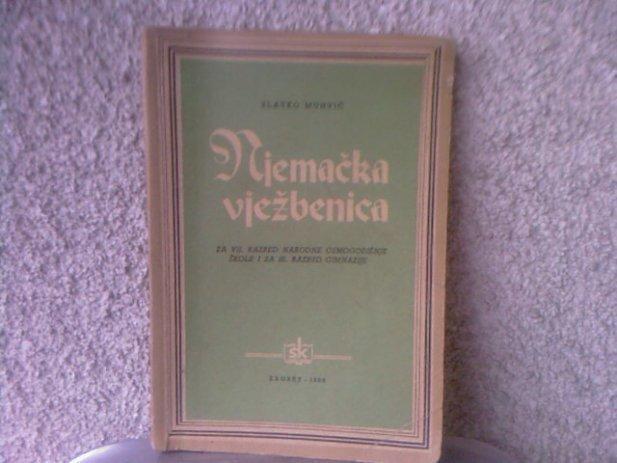 SLAVKO MUHVIĆ
Njemačka
vježbenica
ZA VII. RAZRED NARODNE OSMOGODIŠNJE
ŠKOLE I ZA III. RAZRED GIMNAZIJE
šk
ZAGREB